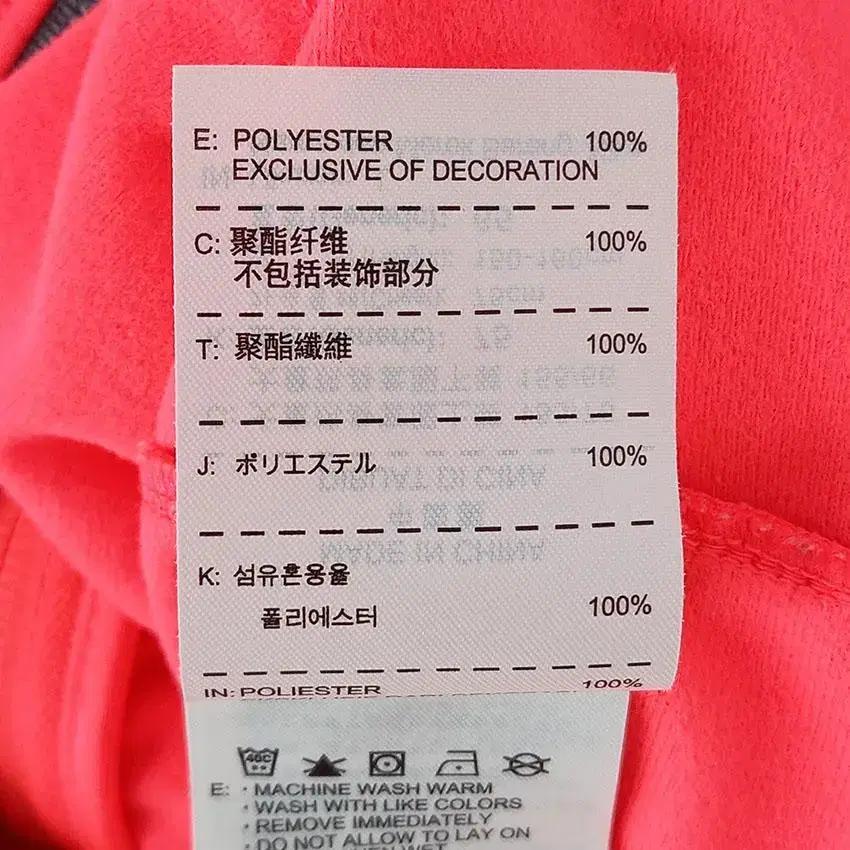 E: POLYESTER 100%
EXCLUSIVE OF DECORATION
C: 聚酯纤维 100%
不包括装饰部分
T: 聚酯纖維 100%
J: ポリエステル 100%
K: 섬유혼용율
폴리에스터 100%
IN: POLIESTER 100%
40C
E: · MACHINE WASH WARM
· WASH WITH LIKE COLORS
· REMOVE IMMEDIATELY
· DO NOT ALLOW TO LAY ON